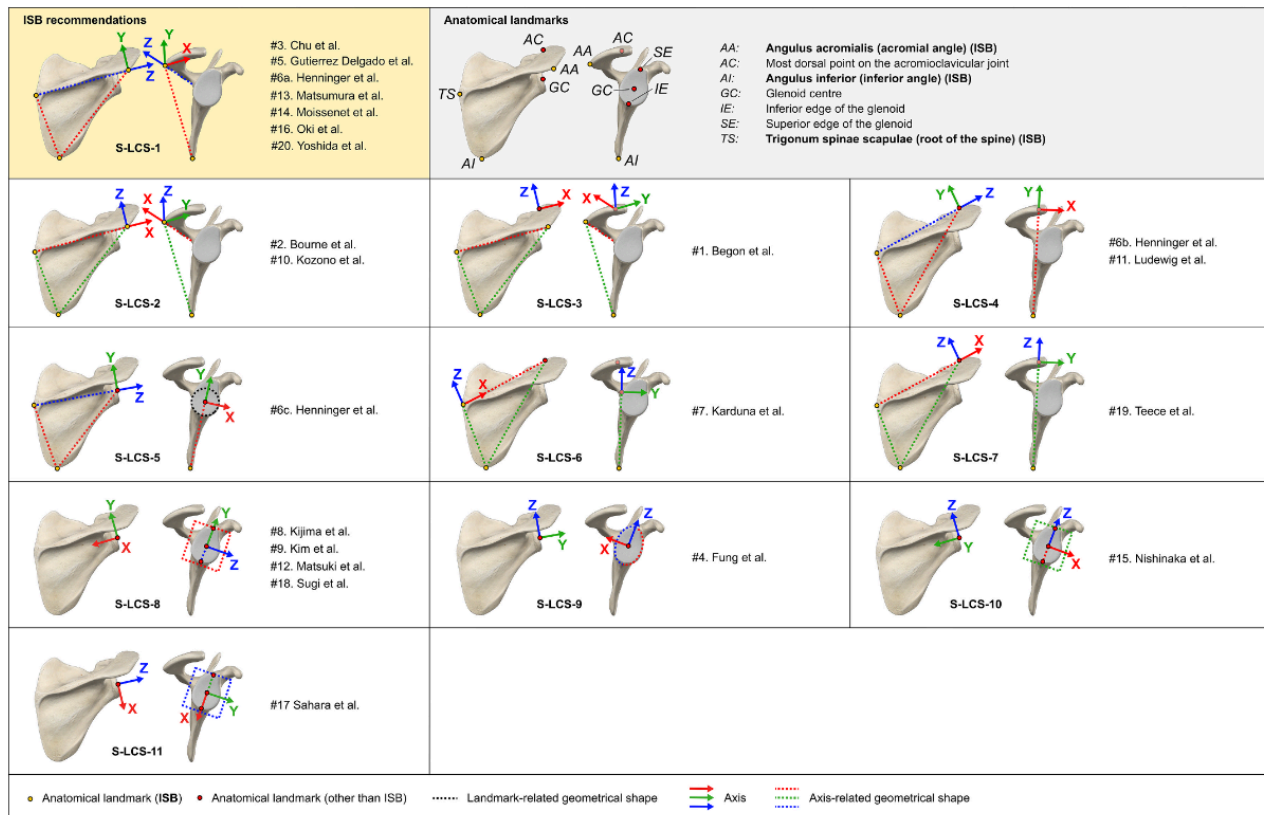 ISB recommendations
Y
Z
Y
X
Z
#3. Chu et al.
#5. Gutierrez Delgado et al.
#6a. Henninger et al.
#13. Matsumura et al.
#14. Moissenet et al.
#16. Oki et al.
#20. Yoshida et al.
S-LCS-1
Anatomical landmarks
AC
AA
GC
TS
AI
AC
AA
SE
GC
IE
AI
AA: Angulus acromialis (acromial angle) (ISB)
AC: Most dorsal point on the acromioclavicular joint
AI: Angulus inferior (inferior angle) (ISB)
GC: Glenoid centre
IE: Inferior edge of the glenoid
SE: Superior edge of the glenoid
TS: Trigonum spinae scapulae (root of the spine) (ISB)
Z
X
Z
X
Y
#2. Bourne et al.
#10. Kozono et al.
S-LCS-2
Z
X
Z
X
Y
#1. Begon et al.
S-LCS-3
Y
Z
Y
X
#6b. Henninger et al.
#11. Ludewig et al.
S-LCS-4
Y
Z
Y
X
#6c. Henninger et al.
S-LCS-5
Z
X
Z
Y
#7. Karduna et al.
S-LCS-6
Z
X
Z
Y
#19. Teece et al.
S-LCS-7
Y
X
Y
Z
#8. Kijima et al.
#9. Kim et al.
#12. Matsuki et al.
#18. Sugi et al.
S-LCS-8
Z
Y
Z
X
#4. Fung et al.
S-LCS-9
Z
Y
Z
X
#15. Nishinaka et al.
S-LCS-10
Z
X
Y
X
#17 Sahara et al.
S-LCS-11
Anatomical landmark (ISB)
Anatomical landmark (other than ISB)
Landmark-related geometrical shape
Axis
Axis-related geometrical shape